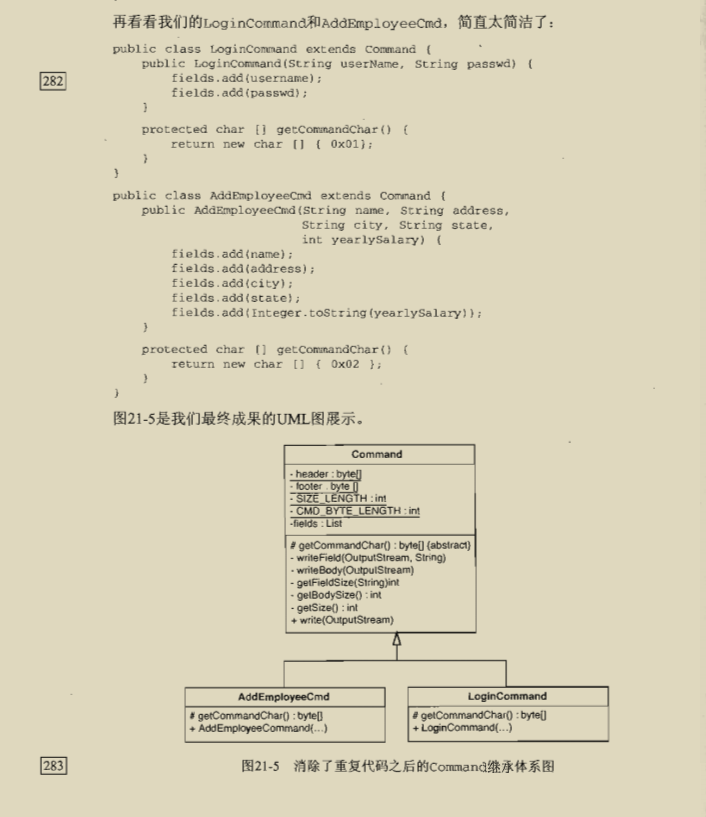 再看看我们的LoginCommand和AddEmployeeCmd，简直太简洁了：
public class LoginCommand extends Command {
    public LoginCommand(String userName, String passwd) {
282
        fields.add(username);
        fields.add(passwd);
    }
    protected char [] getCommandChar() {
        return new char [] { 0x01};
    }
}
public class AddEmployeeCmd extends Command {
    public AddEmployeeCmd(String name, String address,
                          String city, String state,
                          int yearlySalary) {
        fields.add(name);
        fields.add(address);
        fields.add(city);
        fields.add(state);
        fields.add(Integer.toString(yearlySalary));
    }
    protected char [] getCommandChar() {
        return new char [] { 0x02 };
    }
}
图21-5是我们最终成果的UML图展示。
Command
- header : byte[]
- footer : byte []
- SIZE_LENGTH : int
- CMD_BYTE_LENGTH : int
-fields : List
# getCommandChar() : byte[] {abstract}
- writeField(OutputStream, String)
- writeBody(OutputStream)
- getFieldSize(String)int
- getBodySize() : int
- getSize() : int
+ write(OutputStream)
AddEmployeeCmd
# getCommandChar() : byte[]
+ AddEmployeeCommand(...)
LoginCommand
# getCommandChar() : byte[]
+ LoginCommand(...)
283
图21-5 消除了重复代码之后的Command继承体系图